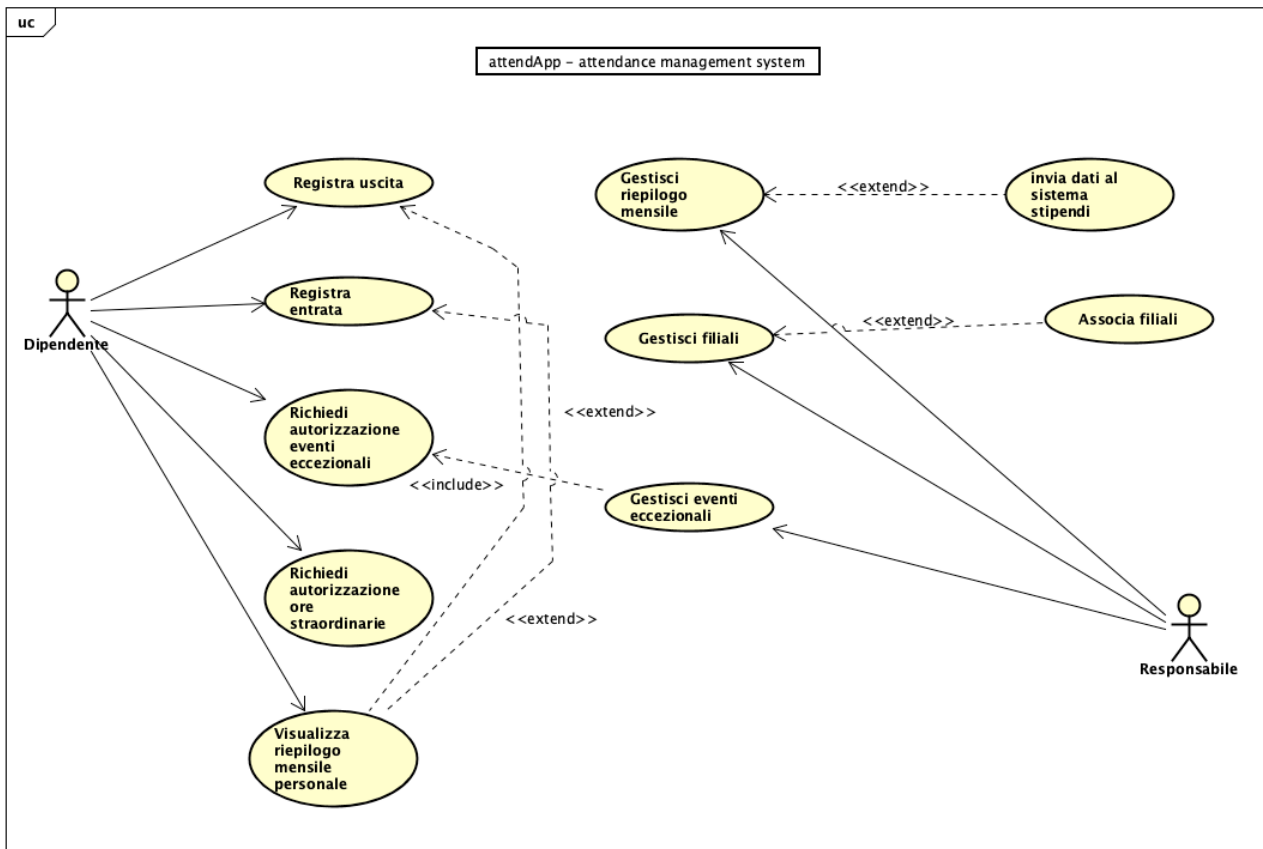 uc
attendApp – attendance management system
Registra uscita
Gestisci
riepilogo
mensile
<<extend>>
invia dati al
sistema
stipendi
Registra
entrata
Dipendente
Gestisci filiali
<<extend>>
Associa filiali
Richiedi
autorizzazione
eventi
eccezionali
<<extend>>
<<include>>
Gestisci eventi
eccezionali
Richiedi
autorizzazione
ore
straordinarie
<<extend>>
Responsabile
Visualizza
riepilogo
mensile
personale